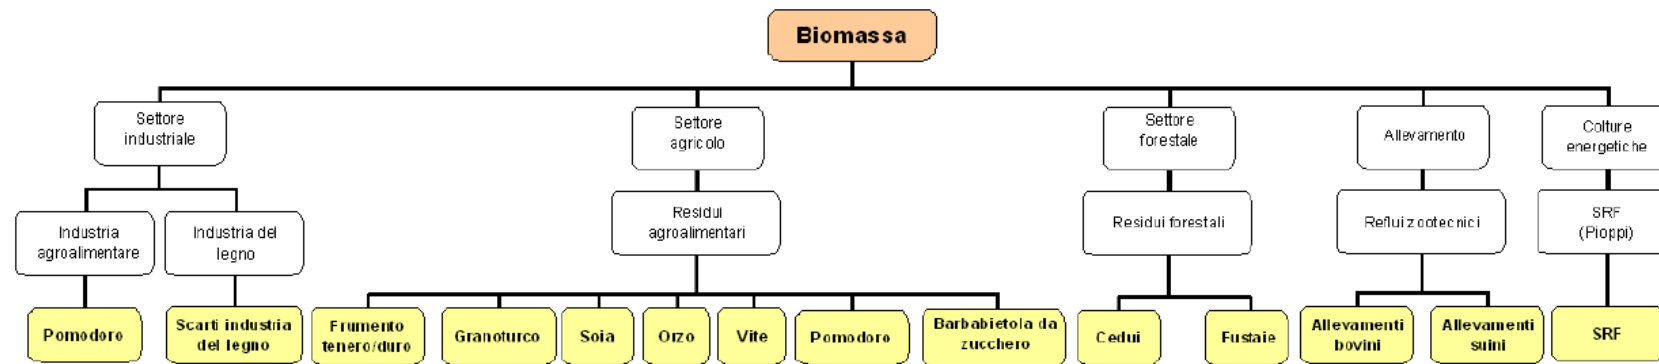 Biomassa
Settore
industriale
Settore
agricolo
Settore
forestale
Allevamento
Colture
energetiche
Industria
agroalimentare
Industria del
legno
Residui
agroalimentari
Residui forestali
Reflui zootecnici
SRF
(Pioppi)
Pomodoro
Scarti industria
del legno
Frumento
tenero/duro
Granoturco
Soia
Orzo
Vite
Pomodoro
Barbabietola da
zucchero
Cedui
Fustaie
Allevamenti
bovini
Allevamenti
suini
SRF